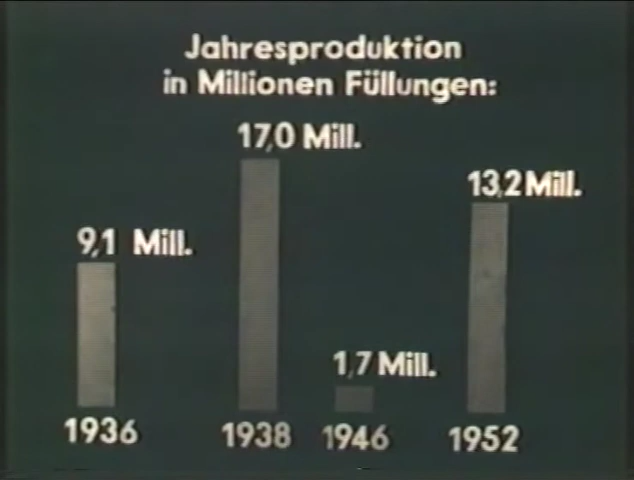 Jahresproduktion
in Millionen Füllungen:
17,0 Mill.
13,2 Mill.
9,1 Mill.
1,7 Mill.
1936 1938 1946 1952